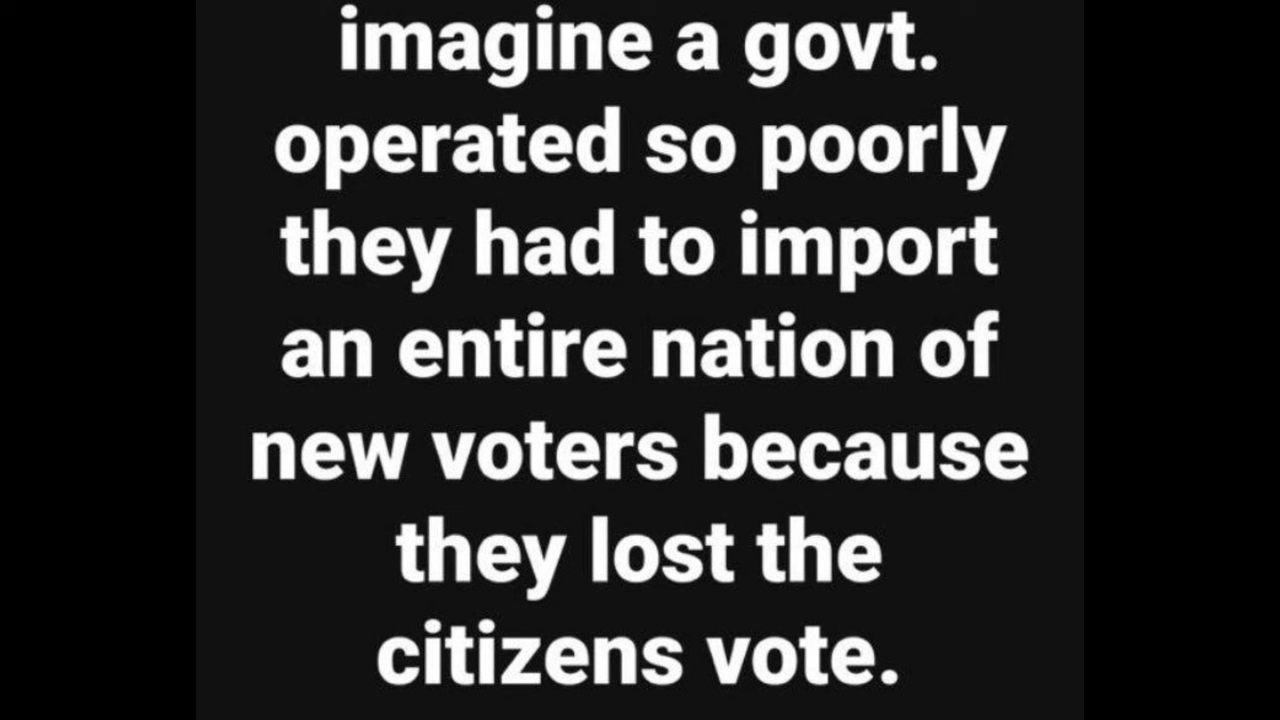 imagine a govt.
operated so poorly
they had to import
an entire nation of
new voters because
they lost the
citizens vote.